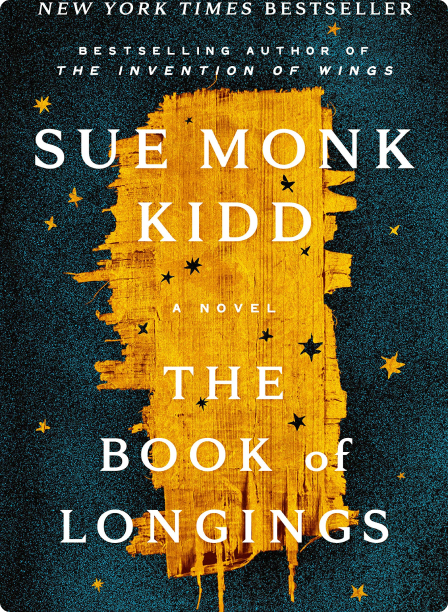 NEW YORK TIMES BESTSELLER
BESTSELLING AUTHOR OF
THE INVENTION OF WINGS
SUE MONK
KIDD
A NOVEL
THE
BOOK of
LONGINGS